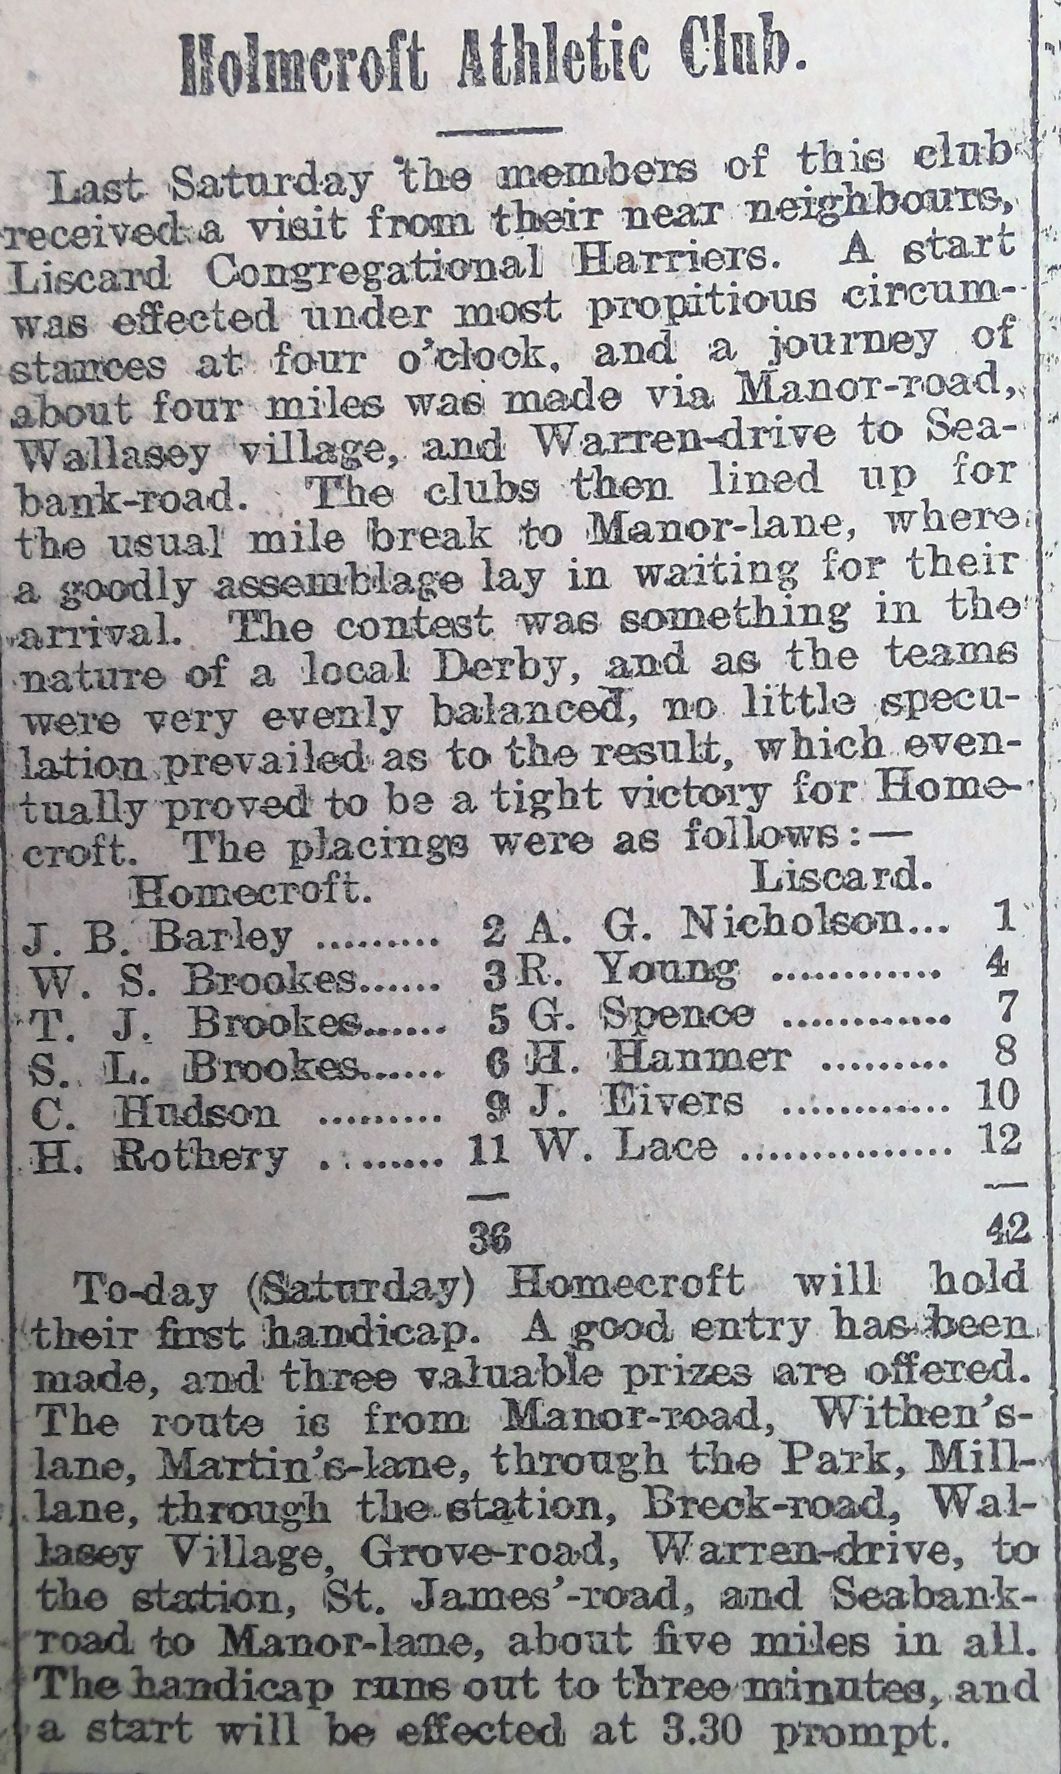 Holmcroft Athletic Club.
Last Saturday the members of this club
received a visit from their near neighbours,
Liscard Congregational Harriers. A start
was effected under most propitious circum-
stances at four o'clock, and a journey of
about four miles was made via Manor-road,
Wallasey village, and Warren-drive to Sea-
bank-road. The clubs then lined up for
the usual mile break to Manor-lane, where
a goodly assemblage lay in waiting for their
arrival. The contest was something in the
nature of a local Derby, and as the teams
were very evenly balanced, no little specu-
lation prevailed as to the result, which even-
tually proved to be a tight victory for Home-
croft. The placings were as follows:—
Homecroft. Liscard.
J. B. Barley ......... 2 A. G. Nicholson... 1
W. S. Brookes...... 3 R. Young ............ 4
T. J. Brookes....... 5 G. Spence ............ 7
S. L. Brookes....... 6 H. Hanmer ......... 8
C. Hudson ......... 9 J. Eivers ............ 10
H. Rothery ......... 11 W. Lace ............... 12
— —
36 42
To-day (Saturday) Homecroft will hold
their first handicap. A good entry has been
made, and three valuable prizes are offered.
The route is from Manor-road, Withen's-
lane, Martin's-lane, through the Park, Mill-
lane, through the station, Breck-road, Wal-
lasey Village, Grove-road, Warren-drive, to
the station, St. James'-road, and Seabank-
road to Manor-lane, about five miles in all.
The handicap runs out to three minutes, and
a start will be effected at 3.30 prompt.